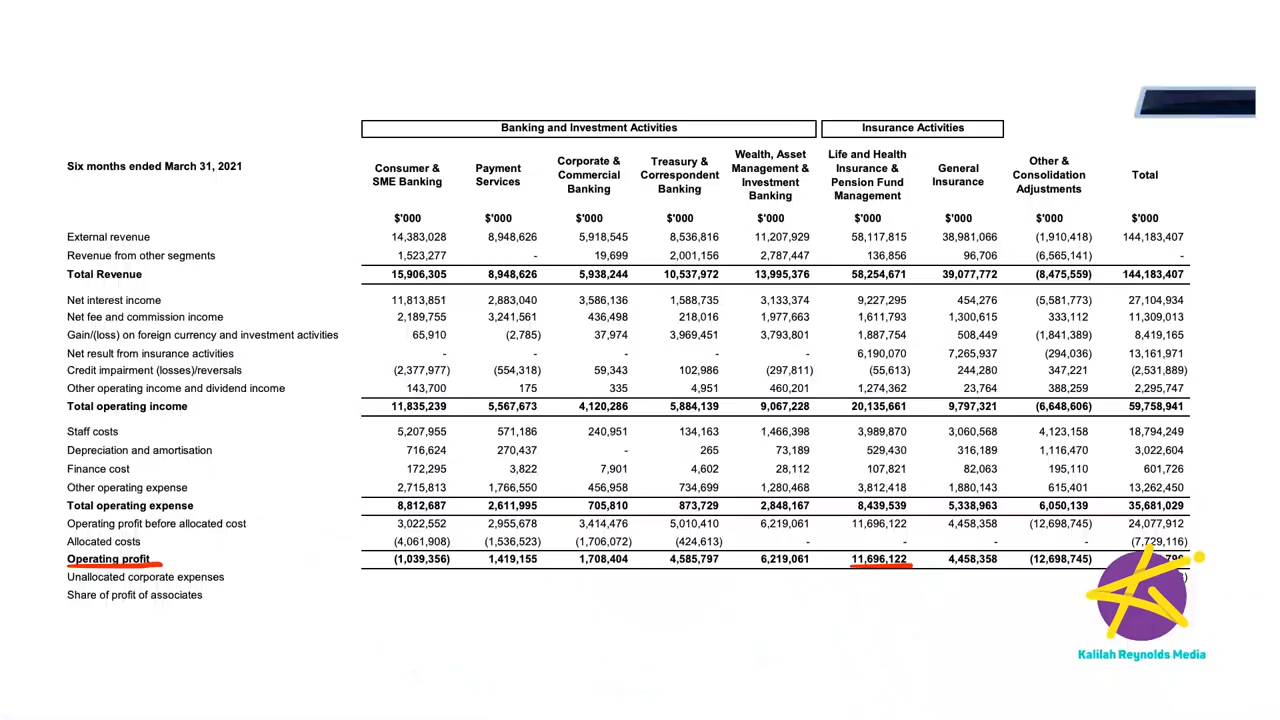 Banking and Investment Activities Insurance Activities
Six months ended March 31, 2021 Consumer & SME Banking Payment Services Corporate & Commercial Banking Treasury & Correspondent Banking Wealth, Asset Management & Investment Banking Life and Health Insurance & Pension Fund Management General Insurance Other & Consolidation Adjustments Total
$'000 $'000 $'000 $'000 $'000 $'000 $'000 $'000 $'000
External revenue 14,383,028 8,948,626 5,918,545 8,536,816 11,207,929 58,117,815 38,981,066 (1,910,418) 144,183,407
Revenue from other segments 1,523,277 - 19,699 2,001,156 2,787,447 136,856 96,706 (6,565,141) -
Total Revenue 15,906,305 8,948,626 5,938,244 10,537,972 13,995,376 58,254,671 39,077,772 (8,475,559) 144,183,407
Net interest income 11,813,851 2,883,040 3,586,136 1,588,735 3,133,374 9,227,295 454,276 (5,581,773) 27,104,934
Net fee and commission income 2,189,755 3,241,561 436,498 218,016 1,977,663 1,611,793 1,300,615 333,112 11,309,013
Gain/(loss) on foreign currency and investment activities 65,910 (2,785) 37,974 3,969,451 3,793,801 1,887,754 508,449 (1,841,389) 8,419,165
Net result from insurance activities - - - - - 6,190,070 7,265,937 (294,036) 13,161,971
Credit impairment (losses)/reversals (2,377,977) (554,318) 59,343 102,986 (297,811) (55,613) 244,280 347,221 (2,531,889)
Other operating income and dividend income 143,700 175 335 4,951 460,201 1,274,362 23,764 388,259 2,295,747
Total operating income 11,835,239 5,567,673 4,120,286 5,884,139 9,067,228 20,135,661 9,797,321 (6,648,606) 59,758,941
Staff costs 5,207,955 571,186 240,951 134,163 1,466,398 3,989,870 3,060,568 4,123,158 18,794,249
Depreciation and amortisation 716,624 270,437 - 265 73,189 529,430 316,189 1,116,470 3,022,604
Finance cost 172,295 3,822 7,901 4,602 28,112 107,821 82,063 195,110 601,726
Other operating expense 2,715,813 1,766,550 456,958 734,699 1,280,468 3,812,418 1,880,143 615,401 13,262,450
Total operating expense 8,812,687 2,611,995 705,810 873,729 2,848,167 8,439,539 5,338,963 6,050,139 35,681,029
Operating profit before allocated cost 3,022,552 2,955,678 3,414,476 5,010,410 6,219,061 11,696,122 4,458,358 (12,698,745) 24,077,912
Allocated costs (4,061,908) (1,536,523) (1,706,072) (424,613) - - - - (7,729,116)
Operating profit (1,039,356) 1,419,155 1,708,404 4,585,797 6,219,061 11,696,122 4,458,358 (12,698,745)
Unallocated corporate expenses
Share of profit of associates
Kalilah Reynolds Media